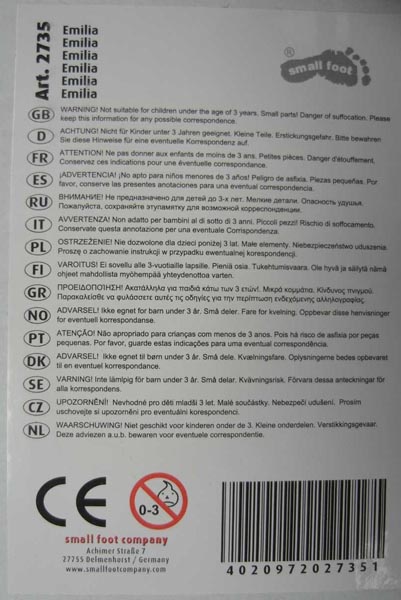 Art. 2735
Emilia
Emilia
Emilia
Emilia
Emilia
Emilia
® small foot
GB WARNING! Not suitable for children under the age of 3 years. Small parts! Danger of suffocation. Please
keep this information for any possible correspondence.
D ACHTUNG! Nicht für Kinder unter 3 Jahren geeignet. Kleine Teile. Erstickungsgefahr. Bitte bewahren
Sie diese Hinweise für eine eventuelle Korrespondenz auf.
FR ATTENTION! Ne pas donner aux enfants de moins de 3 ans. Petites pièces. Danger d'étouffement.
Conservez ces indications pour une éventuelle correspondance.
ES ¡ADVERTENCIA! ¡No apto para niños menores de 3 años! Peligro de asfixia. Piezas pequeñas. Por
favor, conserve las presentes anotaciones para una eventual correspondencia.
RU ВНИМАНИЕ! Не предназначено для детей до 3-х лет. Мелкие детали. Опасность удушья.
Пожалуйста, сохраняйте этупаметки для возможной корреспонденции.
IT AVVERTENZA! Non adatto per bambini al di sotto di 3 anni. Piccoli pezzi! Rischio di soffocamento.
Conservate questa annotazione per una eventuale Corrispondenza.
PL OSTRZEŻENIE! Nie dozwolone dla dzieci poniżej 3 lat. Małe elementy. Niebezpieczeństwo uduszenia.
Proszę o zachowanie instrukcji w przypadku ewentualnej korespondencji.
FI VAROITUS! Ei sovellu alle 3-vuotiaille lapsille. Pieniä osia. Tukehtumisvaara. Ole hyvä ja säilytä nämä
ohjeet mahdollista myöhempää yhteydenottoa varten.
GR ΠΡΟΕΙΔΟΠΟΙΗΣΗ! Ακατάλληλα για παιδιά κάτω των 3 ετών!. Μικρά κομμάτια. Κίνδυνος πνιγμού.
Παρακαλείσθε να φυλάσσετε αυτές τις οδηγίες για την περίπτωση ενδεχόμενης αλληλογραφίας.
NO ADVARSEL! Ikke egnet for barn under 3 år. Små deler. Fare for kvelning. Oppbevar disse henvisninger
for eventuell korrespondanse.
PT ATENÇÃO! Não apropriado para crianças com menos de 3 anos. Pois há risco de asfixia por peças
pequenas. Por favor, guarde estas indicações para uma eventual correspondência.
DK ADVARSEL! Ikke egnet til børn under 3 år. Små dele. Kvælningsfare. Oplysningerne bedes opbevaret
til en eventuel korrespondance.
SE VARNING! Inte lämplig för barn under 3 år. Små delar. Kvävningsrisk. Förvara dessa anteckningar för
alla korrespondens.
CZ UPOZORNĚNÍ! Nevhodné pro děti mladší 3 let. Malé součástky. Nebezpečí udušení. Prosím
uschovejte si upozornění pro eventuální korespondenci.
NL WAARSCHUWING! Niet geschikt voor kinderen onder de 3. Kleine onderdelen. Verstikkingsgevaar.
Deze adviezen a.u.b. bewaren voor eventuele correspondentie.
CE
0-3
small foot company
Achimer Straße 7
27755 Delmenhorst / Germany
www.smallfootcompany.com
4020972027351